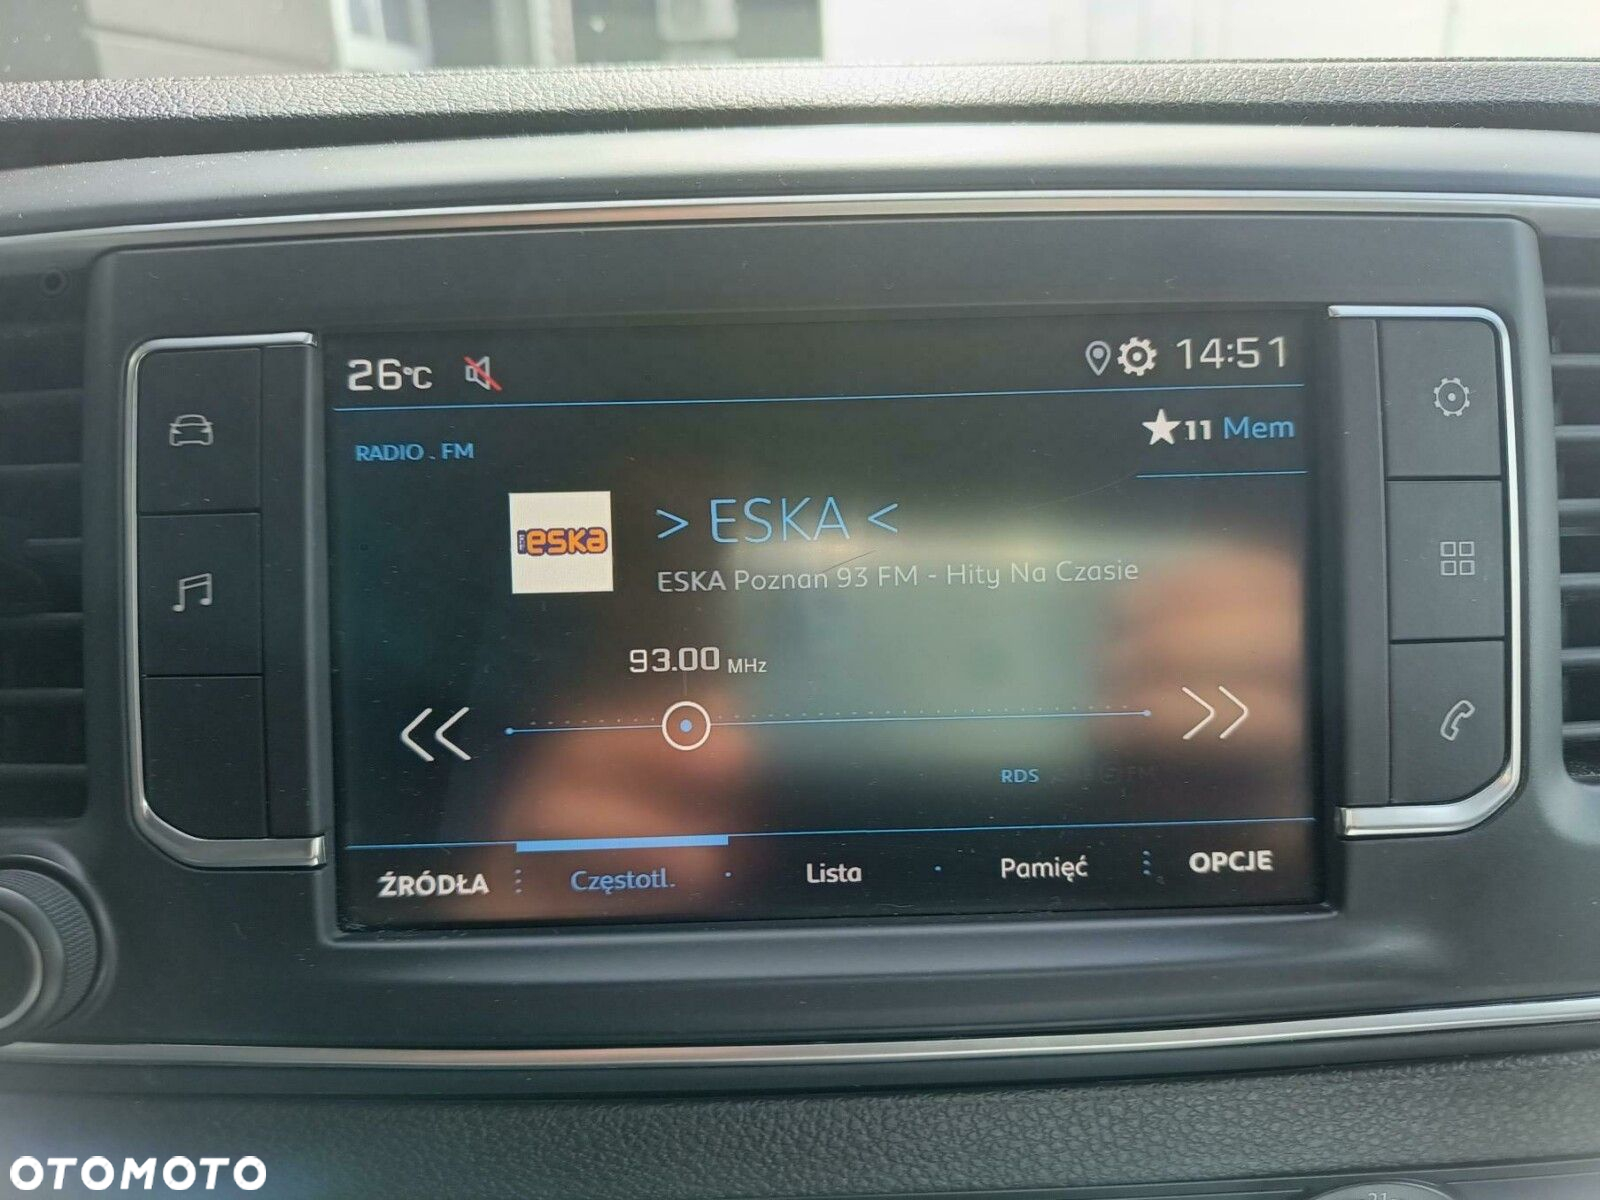 26°C
14:51
11 Mem
RADIO . FM
eska
> ESKA <
ESKA Poznan 93 FM - Hity Na Czasie
93.00 MHz
RDS
ŹRÓDŁA
Częstotl.
Lista
Pamięć
OPCJE
21
OTOMOTO